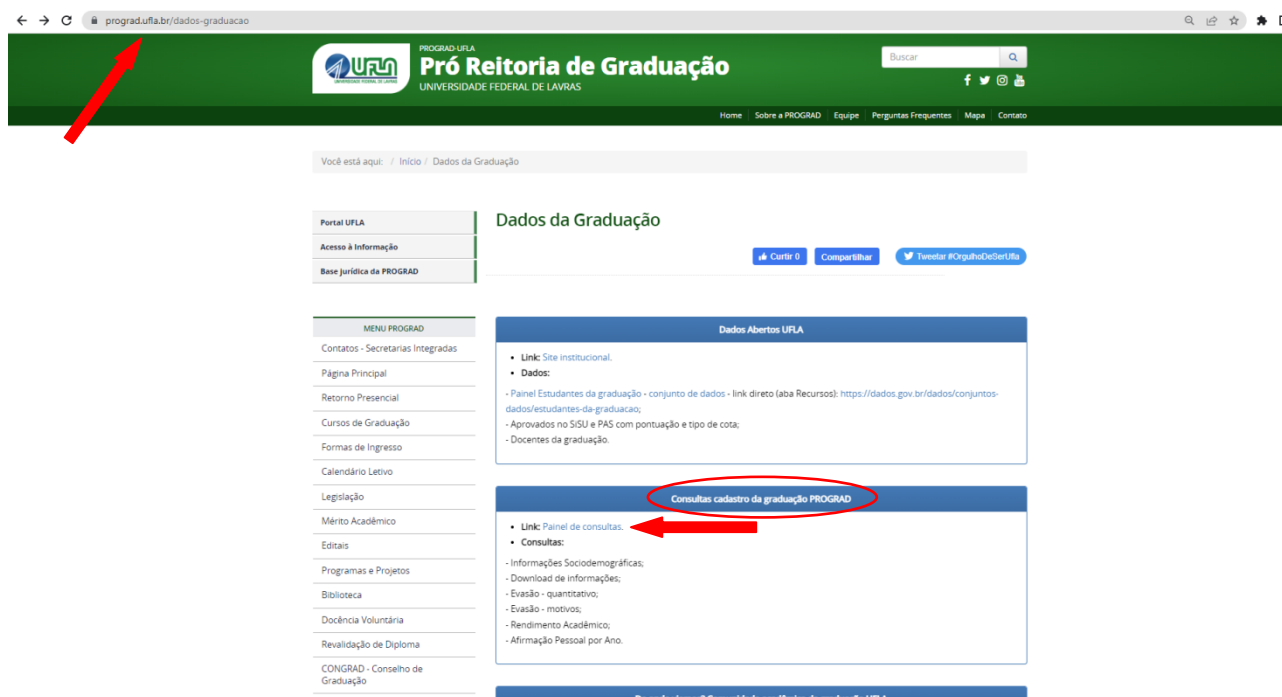 prograd.ufla.br/dados-graduacao
PROGRAD-UFLA
UFLA
UNIVERSIDADE FEDERAL DE LAVRAS
Pró Reitoria de Graduação
UNIVERSIDADE FEDERAL DE LAVRAS
Buscar
Home Sobre a PROGRAD Equipe Perguntas Frequentes Mapa Contato
Você está aqui: / Início / Dados da Graduação
Portal UFLA
Acesso à Informação
Base jurídica da PROGRAD
MENU PROGRAD
Contatos - Secretarias Integradas
Página Principal
Retorno Presencial
Cursos de Graduação
Formas de Ingresso
Calendário Letivo
Legislação
Mérito Acadêmico
Editais
Programas e Projetos
Biblioteca
Docência Voluntária
Revalidação de Diploma
CONGRAD - Conselho de
Graduação
Dados da Graduação
Curtir 0 Compartilhar Tweetar #OrgulhoDeSerUfla
Dados Abertos UFLA
• Link: Site institucional.
• Dados:
- Painel Estudantes da graduação - conjunto de dados - link direto (aba Recursos): https://dados.gov.br/dados/conjuntos-
dados/estudantes-da-graduacao;
- Aprovados no SiSU e PAS com pontuação e tipo de cota;
- Docentes da graduação.
Consultas cadastro da graduação PROGRAD
• Link: Painel de consultas.
• Consultas:
- Informações Sociodemográficas;
- Download de informações;
- Evasão - quantitativo;
- Evasão - motivos;
- Rendimento Acadêmico;
- Afirmação Pessoal por Ano.